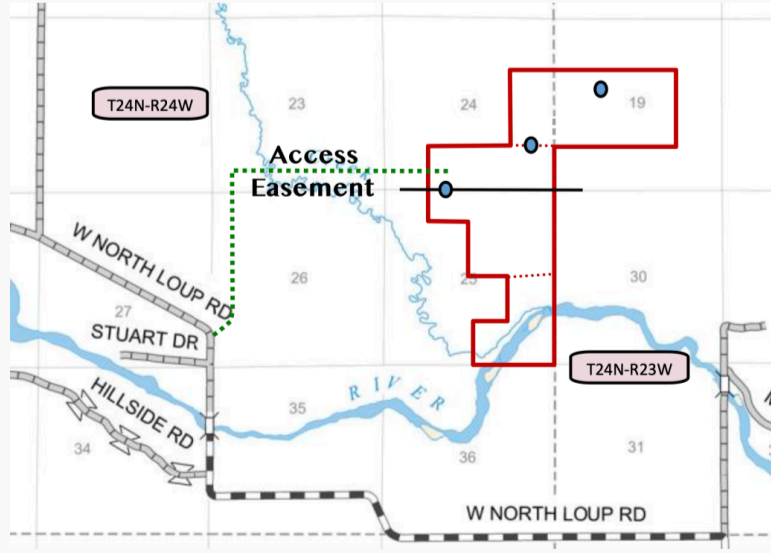 T24N-R24W
23
24
19
Access
Easement
W NORTH LOUP RD
26
25
30
27
STUART DR
T24N-R23W
HILLSIDE RD
RIVER
35
34
36
31
W NORTH LOUP RD